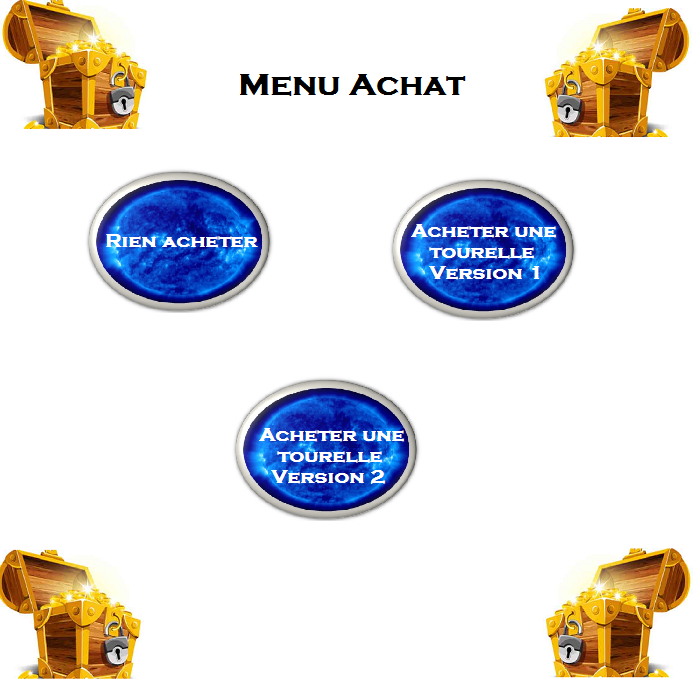 Menu Achat
Rien acheter
Acheter une
tourelle
Version 1
Acheter une
tourelle
Version 2